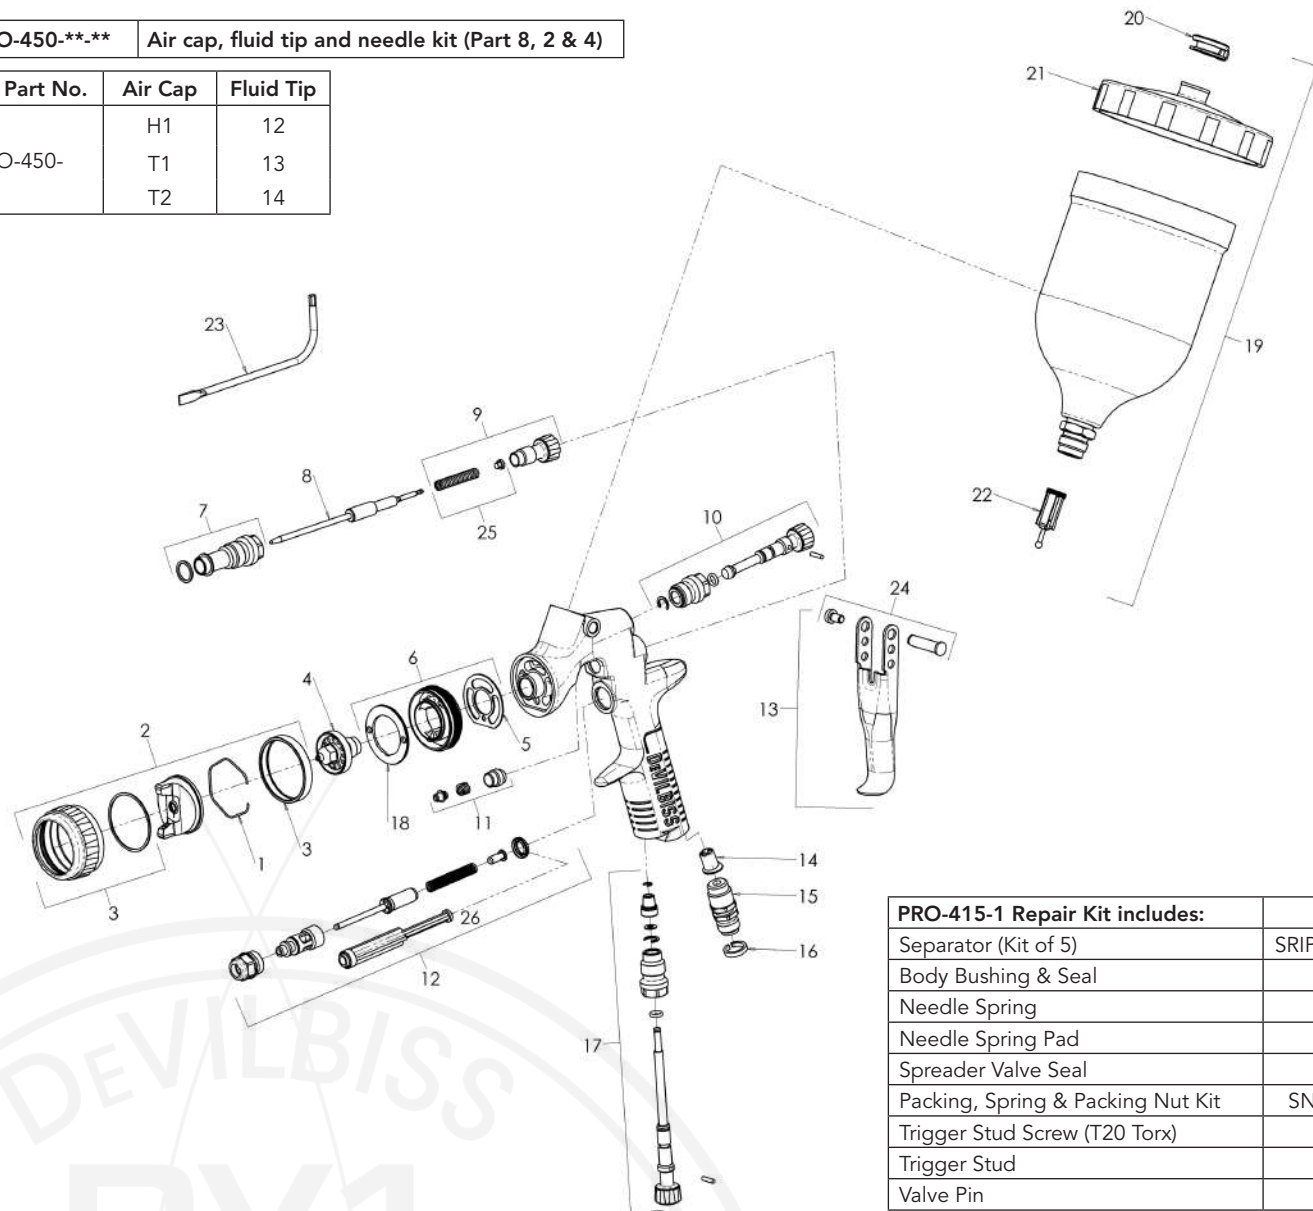 O-450-**-** Air cap, fluid tip and needle kit (Part 8, 2 & 4)
Part No. Air Cap Fluid Tip
H1 12
O-450- T1 13
T2 14
20
21
23
19
9
8
22
7
25
10
24
6
4
13
2
5
18
11
1
3
14
15
3
26
16
12
17
DEVILBISS
PRO-415-1 Repair Kit includes:
Separator (Kit of 5) SRIP
Body Bushing & Seal
Needle Spring
Needle Spring Pad
Spreader Valve Seal
Packing, Spring & Packing Nut Kit SN
Trigger Stud Screw (T20 Torx)
Trigger Stud
Valve Pin
DEVILBISS